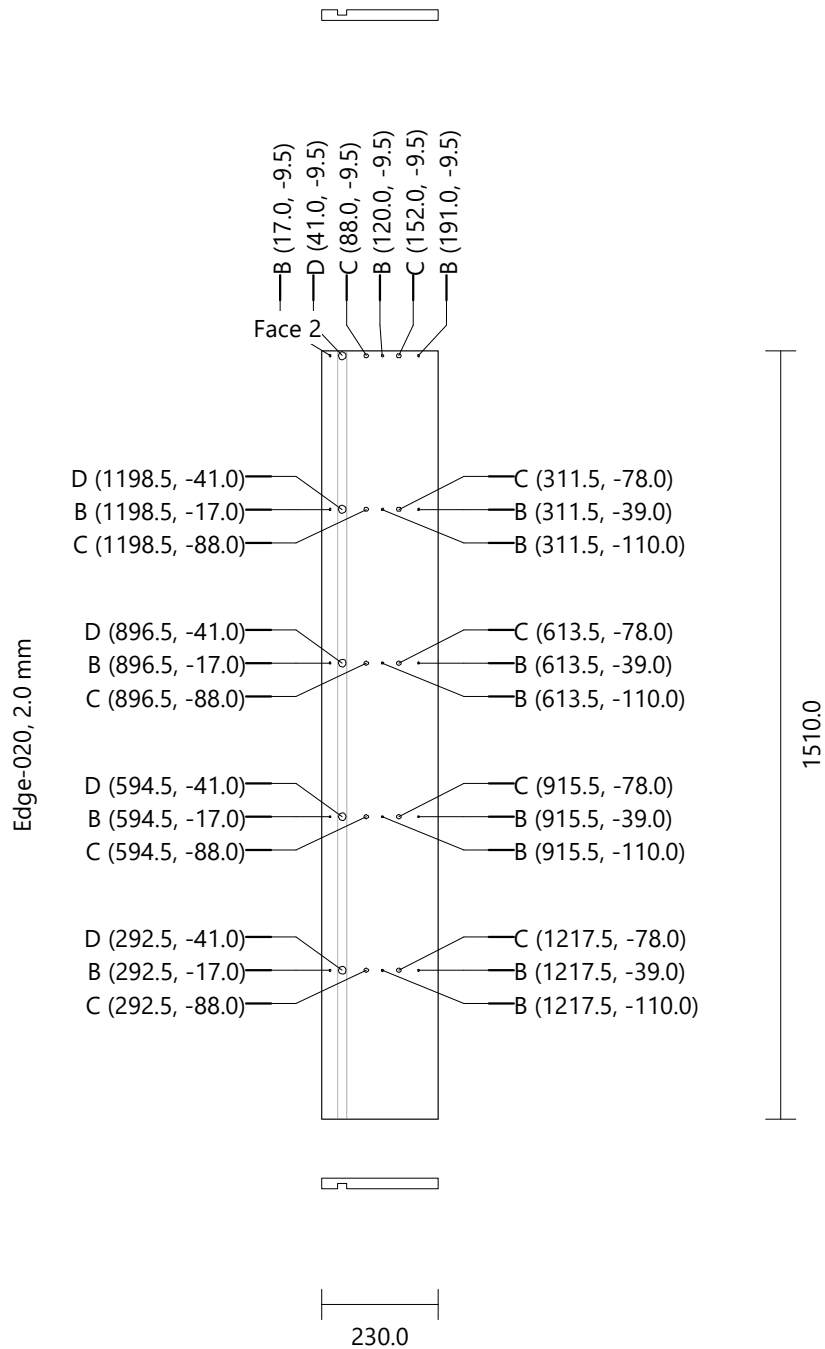 B (17.0, -9.5)
D (41.0, -9.5)
C (88.0, -9.5)
B (120.0, -9.5)
C (152.0, -9.5)
B (191.0, -9.5)
Face 2
D (1198.5, -41.0)
B (1198.5, -17.0)
C (1198.5, -88.0)
C (311.5, -78.0)
B (311.5, -39.0)
B (311.5, -110.0)
D (896.5, -41.0)
B (896.5, -17.0)
C (896.5, -88.0)
C (613.5, -78.0)
B (613.5, -39.0)
B (613.5, -110.0)
Edge-020, 2.0 mm
1510.0
D (594.5, -41.0)
B (594.5, -17.0)
C (594.5, -88.0)
C (915.5, -78.0)
B (915.5, -39.0)
B (915.5, -110.0)
D (292.5, -41.0)
B (292.5, -17.0)
C (292.5, -88.0)
C (1217.5, -78.0)
B (1217.5, -39.0)
B (1217.5, -110.0)
230.0